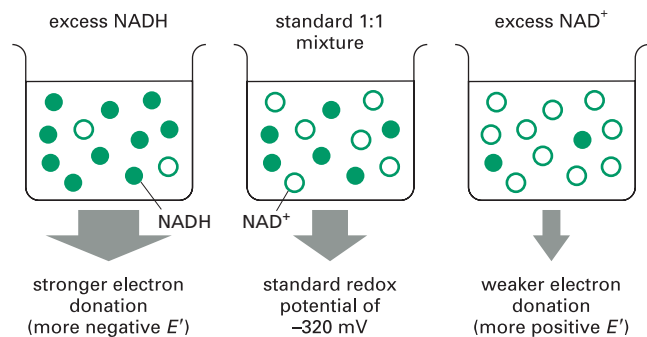 excess NADH
standard 1:1
mixture
excess NAD⁺
NADH
NAD⁺
stronger electron
donation
(more negative E′)
standard redox
potential of
–320 mV
weaker electron
donation
(more positive E′)